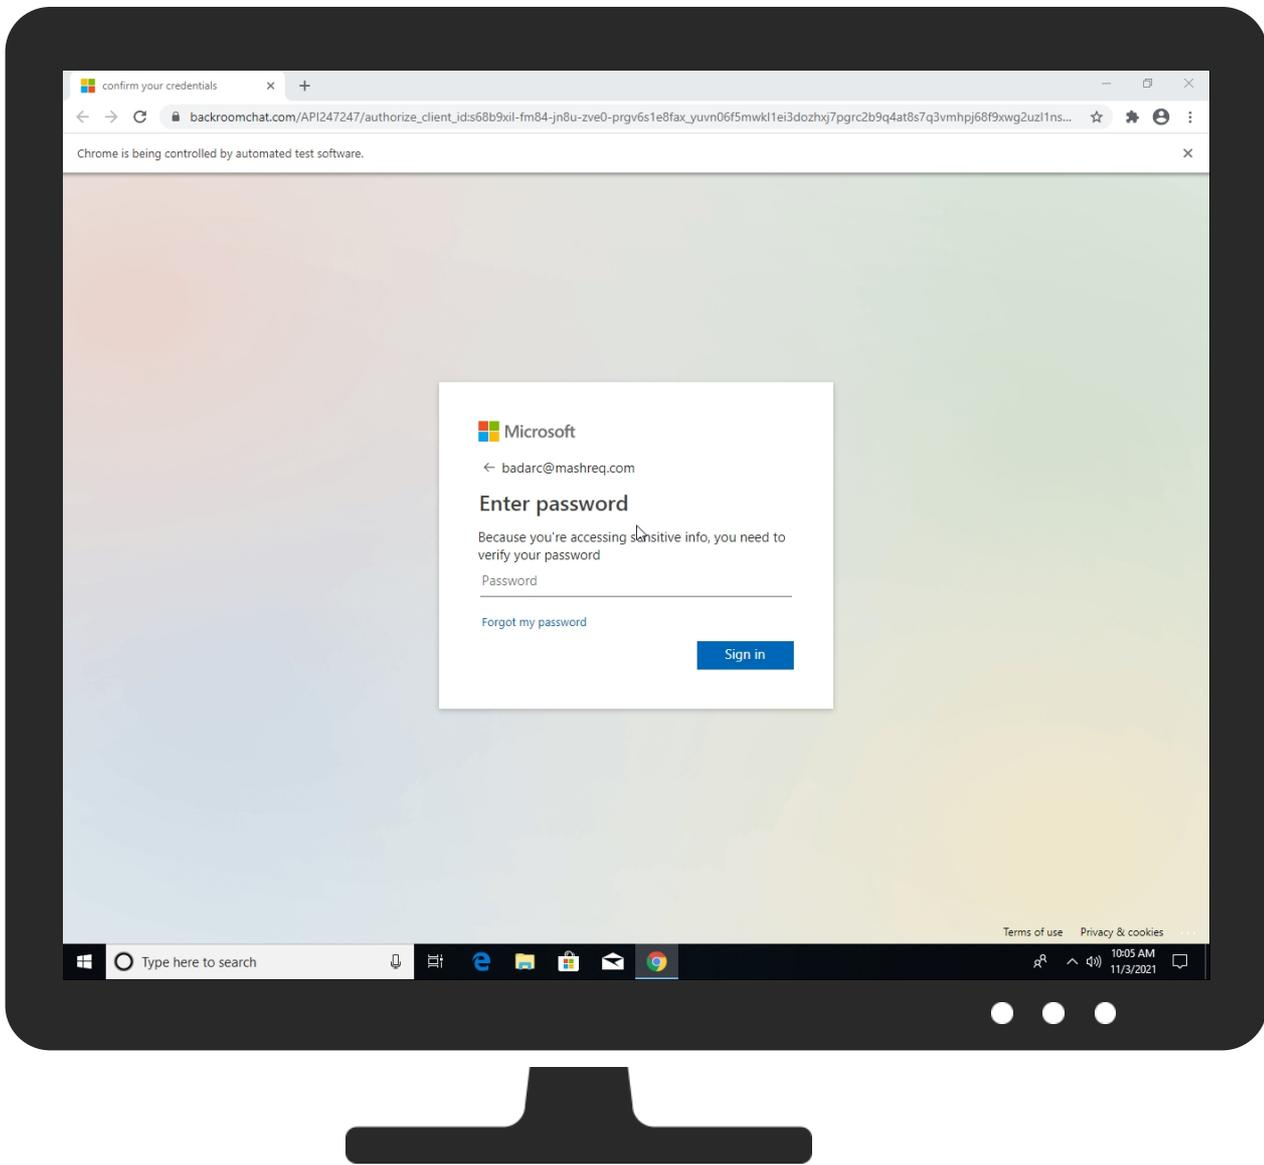 confirm your credentials
backroomchat.com/API247247/authorize_client_id:s68b9xil-fm84-jn8u-zve0-prgv6s1e8fax_yuvn06f5mwkl1ei3dozhxj7pgrc2b9q4at8s7q3vmhpj68f9xwg2uzl1ns...
Chrome is being controlled by automated test software.
Microsoft
← badarc@mashreq.com
Enter password
Because you're accessing sensitive info, you need to
verify your password
Password
Forgot my password
Sign in
Terms of use Privacy & cookies
Type here to search
10:05 AM
11/3/2021